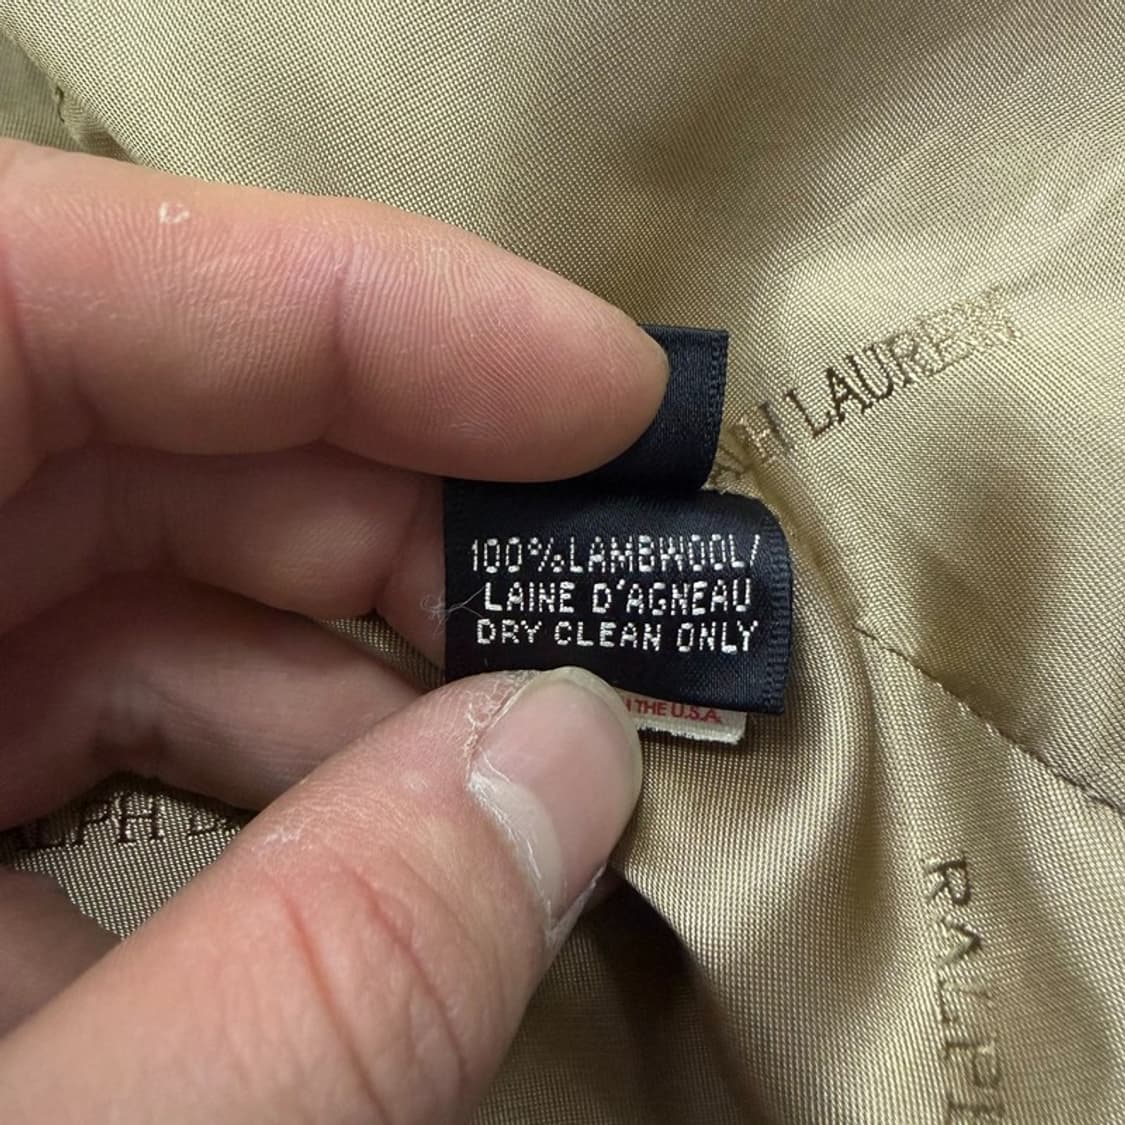 LAUREN
100%LAMBWOOL/
LAINE D'AGNEAU
DRY CLEAN ONLY
THE U.S.A.
RALPH